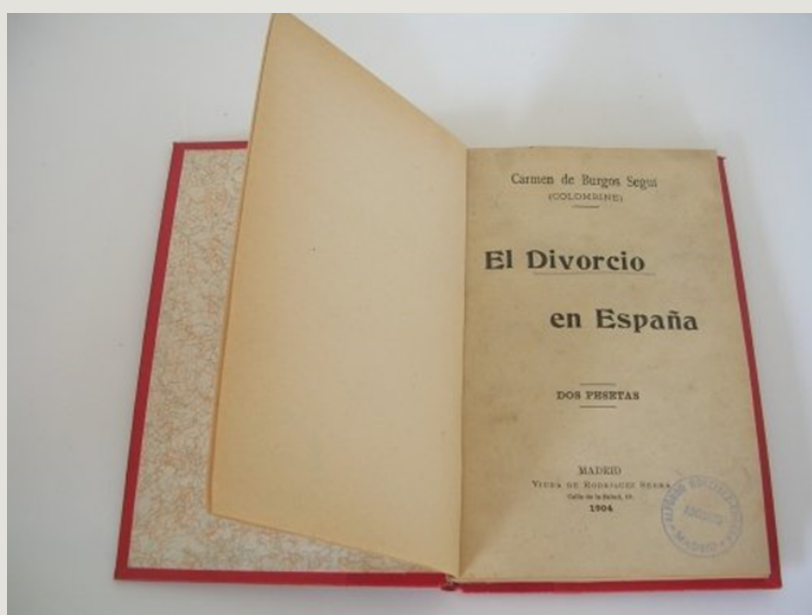 Carmen de Burgos Seguí
(COLOMBINE)
El Divorcio
en España
DOS PESETAS
MADRID
VIUDA DE RODRÍGUEZ SERRA
Calle de la Salud,
1904
MADRID